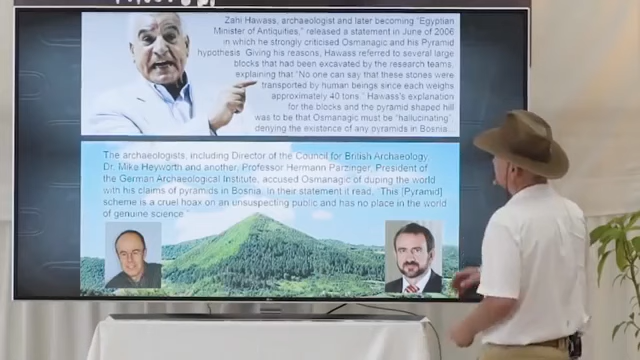 Zahi Hawass, archaeologist and later becoming "Egyptian
Minister of Antiquities," released a statement in June of 2006
in which he strongly criticised Osmanagic and his Pyramid
hypothesis Giving his reasons, Hawass referred to several large
blocks that had been excavated by the research teams,
explaining that "No one can say that these stones were
transported by human beings since each weighs
approximately 40 tons." Hawass's explanation
for the blocks and the pyramid shaped hill
was to be that Osmanagic must be "hallucinating",
denying the existence of any pyramids in Bosnia.
The archaeologists, including Director of the Council for British Archaeology,
Dr. Mike Heyworth and another, Professor Hermann Parzinger, President of
the German Archaeological Institute, accused Osmanagic of duping the world
with his claims of pyramids in Bosnia. In their statement it read, "This [Pyramid]
scheme is a cruel hoax on an unsuspecting public and has no place in the world
of genuine science"